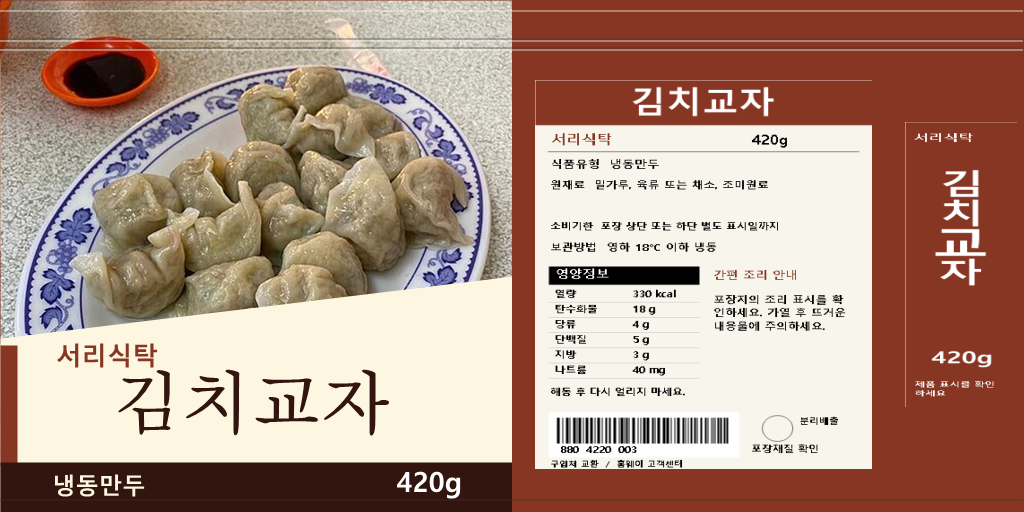 서리식탁
김치교자
냉동만두
420g
김치교자
서리식탁
420g
식품유형 냉동만두
원재료 밀가루, 육류 또는 채소, 조미원료
소비기한 포장 상단 또는 하단 별도 표시일까지
보관방법 영하 18℃ 이하 냉동
영양정보
열량 330 kcal
탄수화물 18 g
당류 4 g
단백질 5 g
지방 3 g
나트륨 40 mg
해동 후 다시 얼리지 마세요.
간편 조리 안내
포장지의 조리 표시를 확
인하세요. 가열 후 뜨거운
내용물에 주의하세요.
880 4220 003
구입처 교환 / 홈웨이 고객센터
분리배출
포장재질 확인
서리식탁
김치교자
420g
제품 표시를 확인
하세요